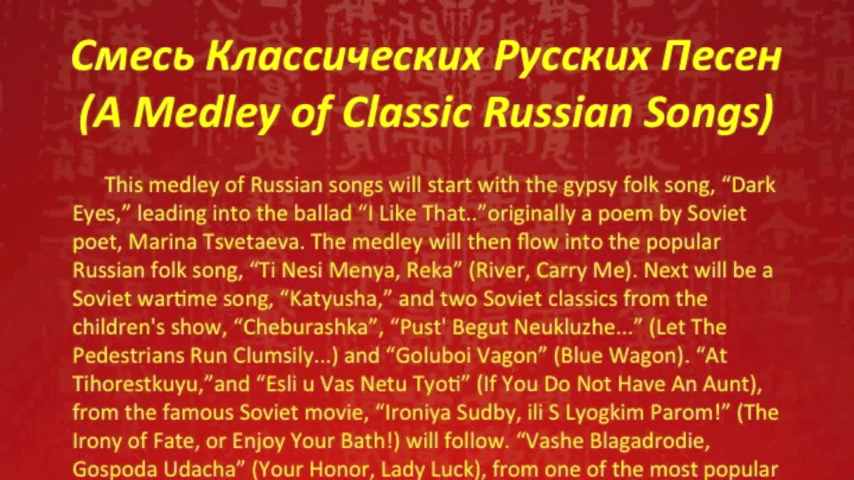 Смесь Классических Русских Песен
(A Medley of Classic Russian Songs)
This medley of Russian songs will start with the gypsy folk song, “Dark
Eyes,” leading into the ballad “I Like That..”originally a poem by Soviet
poet, Marina Tsvetaeva. The medley will then flow into the popular
Russian folk song, “Ti Nesi Menya, Reka” (River, Carry Me). Next will be a
Soviet wartime song, “Katyusha,” and two Soviet classics from the
children's show, “Cheburashka”, “Pust' Begut Neukluzhe...” (Let The
Pedestrians Run Clumsily...) and “Goluboi Vagon” (Blue Wagon). “At
Tihorestkuyu,”and “Esli u Vas Netu Tyoti” (If You Do Not Have An Aunt),
from the famous Soviet movie, “Ironiya Sudby, ili S Lyogkim Parom!” (The
Irony of Fate, or Enjoy Your Bath!) will follow. “Vashe Blagadrodie,
Gospoda Udacha” (Your Honor, Lady Luck), from one of the most popular